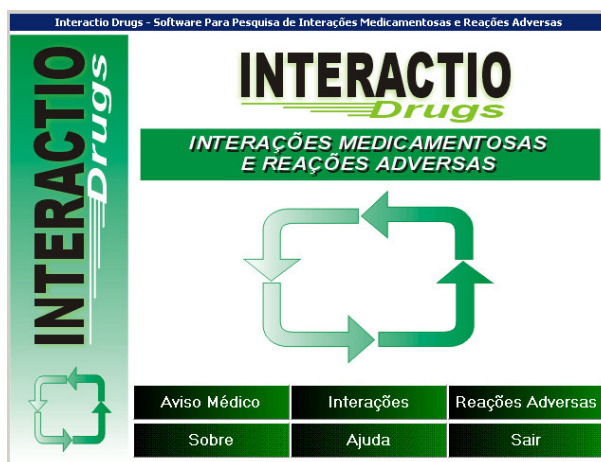 Interactio Drugs - Software Para Pesquisa de Interações Medicamentosas e Reações Adversas
INTERACTIO
Drugs
INTERACTIO
Drugs
INTERAÇÕES MEDICAMENTOSAS
E REAÇÕES ADVERSAS
Aviso Médico
Interações
Reações Adversas
Sobre
Ajuda
Sair